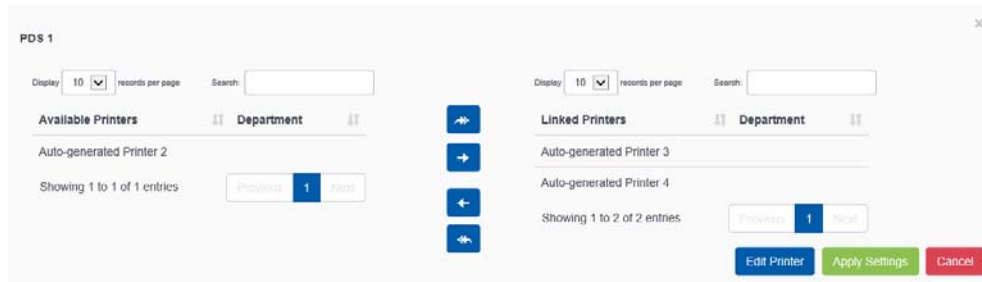 ×
PDS 1
Display 10 records per page Search:
Available Printers Department
Auto-generated Printer 2
Showing 1 to 1 of 1 entries Previous 1 Next
Display 10 records per page Search:
Linked Printers Department
Auto-generated Printer 3
Auto-generated Printer 4
Showing 1 to 2 of 2 entries Previous 1 Next
Edit Printer Apply Settings Cancel